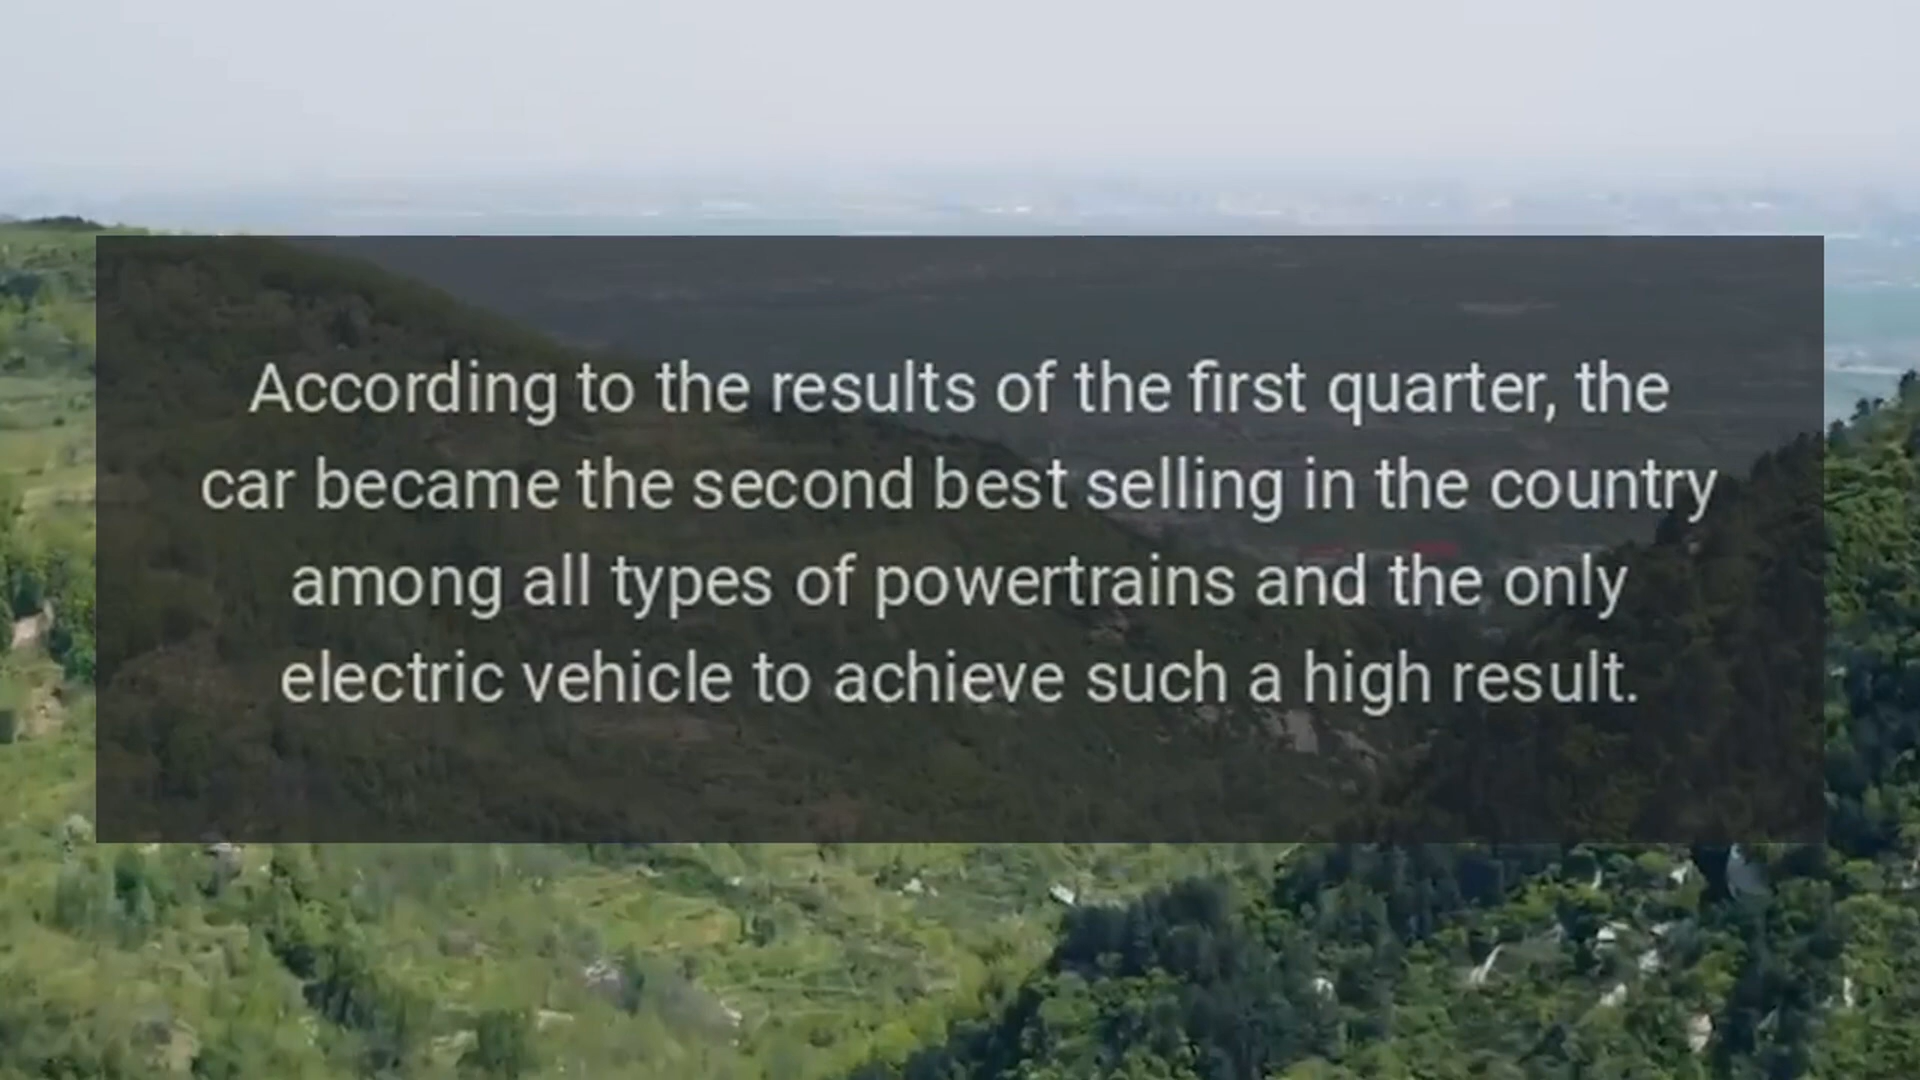 According to the results of the first quarter, the
car became the second best selling in the country
among all types of powertrains and the only
electric vehicle to achieve such a high result.